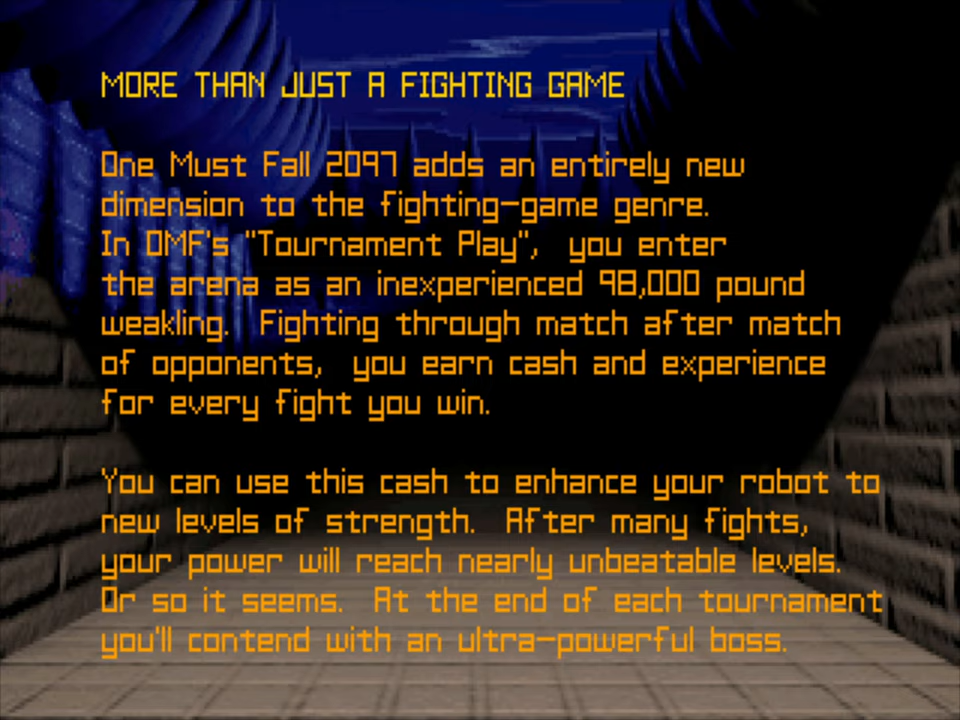 MORE THAN JUST A FIGHTING GAME
One Must Fall 2097 adds an entirely new
dimension to the fighting-game genre.
In OMF's "Tournament Play", you enter
the arena as an inexperienced 98,000 pound
weakling. Fighting through match after match
of opponents, you earn cash and experience
for every fight you win.
You can use this cash to enhance your robot to
new levels of strength. After many fights,
your power will reach nearly unbeatable levels.
Or so it seems. At the end of each tournament
you'll contend with an ultra-powerful boss.